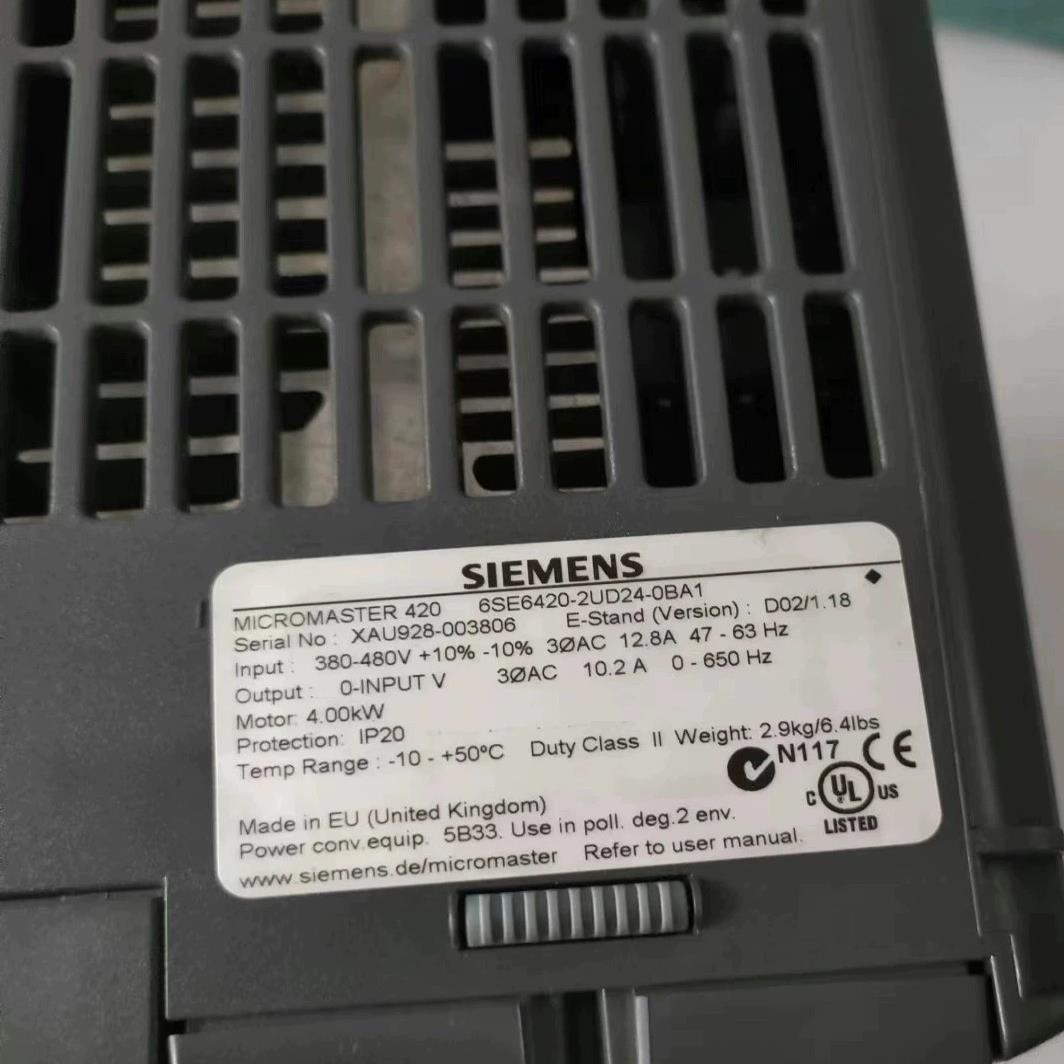 SIEMENS
MICROMASTER 420 6SE6420-2UD24-0BA1
Serial No : XAU928-003806 E-Stand (Version) : D02/1.18
Input : 380-480V +10% -10% 3ØAC 12.8A 47 - 63 Hz
Output : 0-INPUT V 3ØAC 10.2 A 0 - 650 Hz
Motor: 4.00kW
Protection: IP20
Temp Range : -10 - +50ºC Duty Class II Weight: 2.9kg/6.4lbs
N117 CE
C UL US
LISTED
Made in EU (United Kingdom)
Power conv.equip. 5B33. Use in poll. deg.2 env.
www.siemens.de/micromaster Refer to user manual.